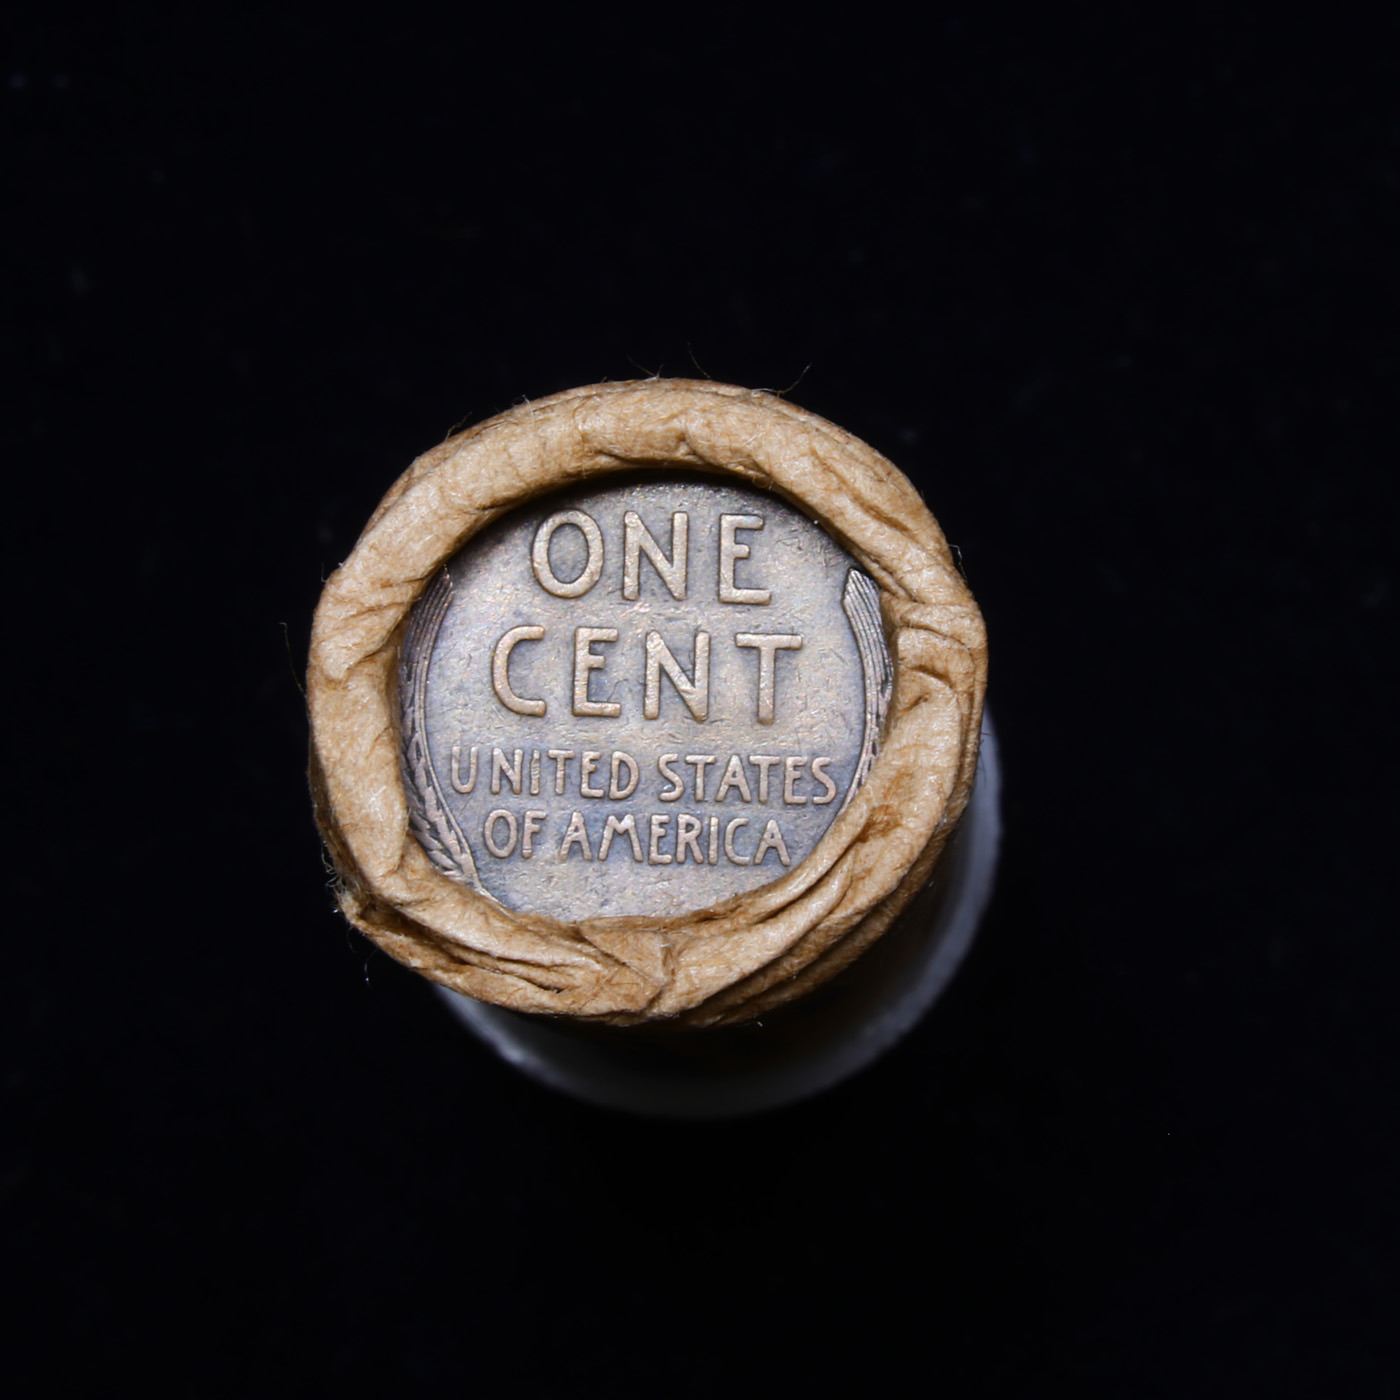 ONE
CENT
UNITED STATES
OF AMERICA